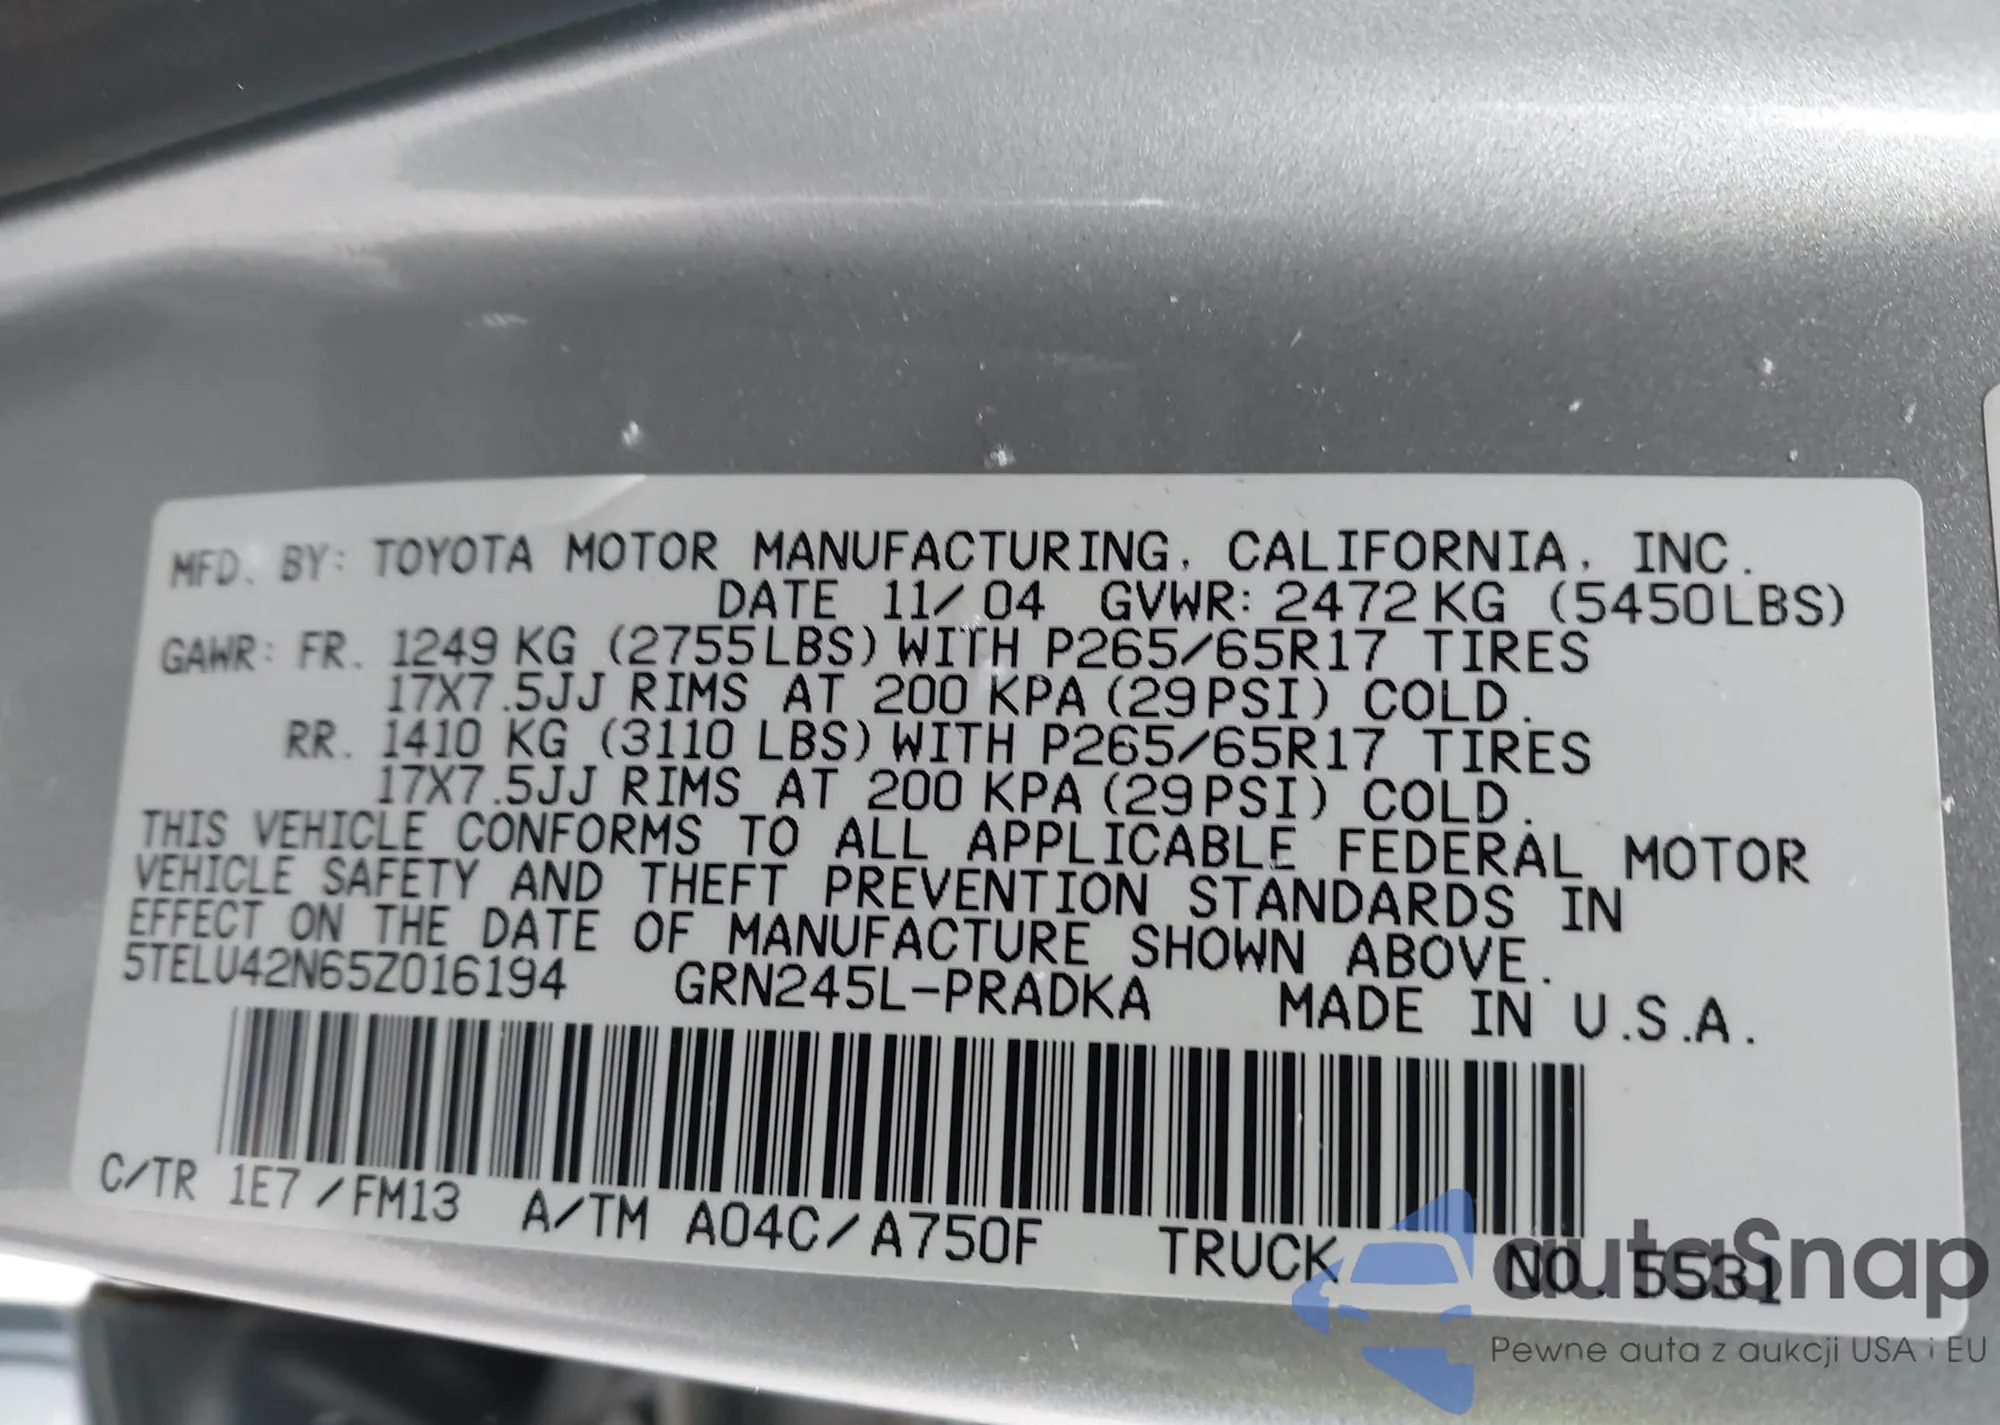 MFD. BY: TOYOTA MOTOR MANUFACTURING, CALIFORNIA, INC.
DATE 11/04 GVWR: 2472KG (5450LBS)
GAWR: FR. 1249 KG (2755LBS) WITH P265/65R17 TIRES
17X7.5JJ RIMS AT 200 KPA (29PSI) COLD.
RR. 1410 KG (3110 LBS) WITH P265/65R17 TIRES
17X7.5JJ RIMS AT 200 KPA (29PSI) COLD.
THIS VEHICLE CONFORMS TO ALL APPLICABLE FEDERAL MOTOR
VEHICLE SAFETY AND THEFT PREVENTION STANDARDS IN
EFFECT ON THE DATE OF MANUFACTURE SHOWN ABOVE.
5TELU42N65Z016194 GRN245L-PRADKA MADE IN U.S.A.
C/TR 1E7/FM13 A/TM A04C/A750F TRUCK NO. 5531
autaSnap
Pewne auta z aukcji USA i EU